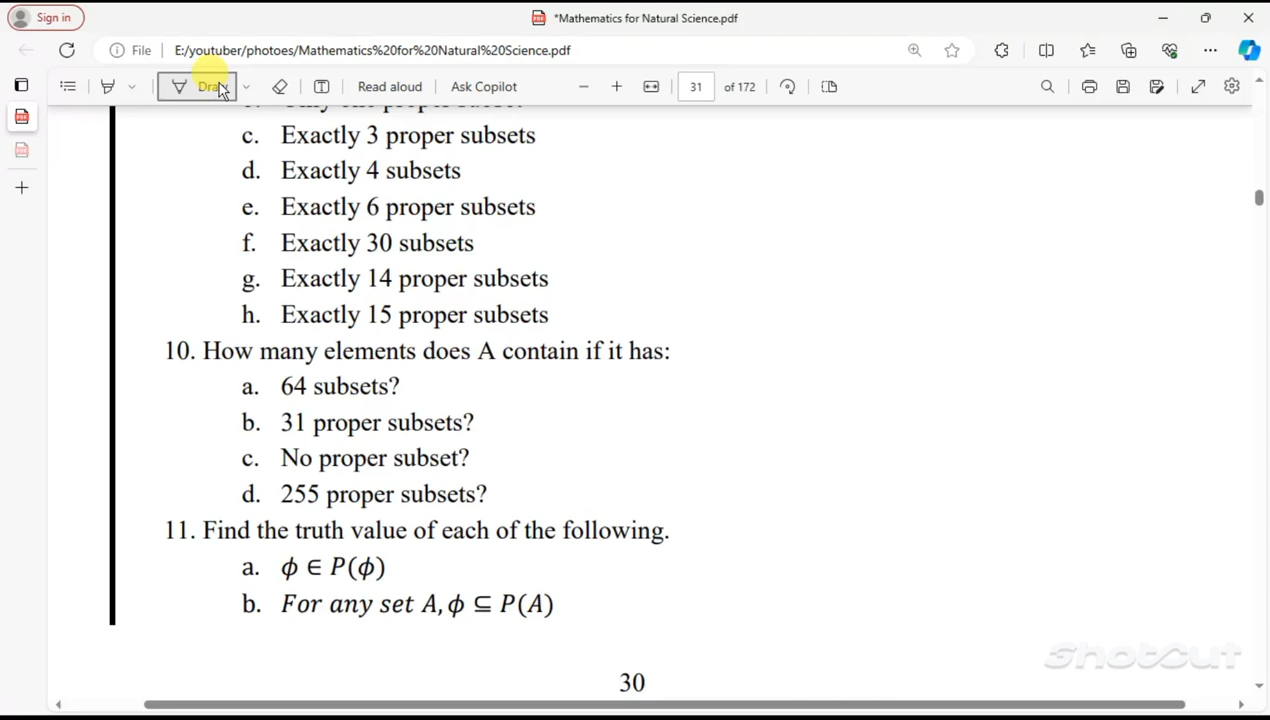 Sign in
*Mathematics for Natural Science.pdf
File E:/youtuber/photoes/Mathematics%20for%20Natural%20Science.pdf
Read aloud Ask Copilot 31 of 172
c. Exactly 3 proper subsets
d. Exactly 4 subsets
e. Exactly 6 proper subsets
f. Exactly 30 subsets
g. Exactly 14 proper subsets
h. Exactly 15 proper subsets
10. How many elements does A contain if it has:
a. 64 subsets?
b. 31 proper subsets?
c. No proper subset?
d. 255 proper subsets?
11. Find the truth value of each of the following.
a. ϕ ∈ P(ϕ)
b. For any set A, ϕ ⊆ P(A)
30
Shotcut